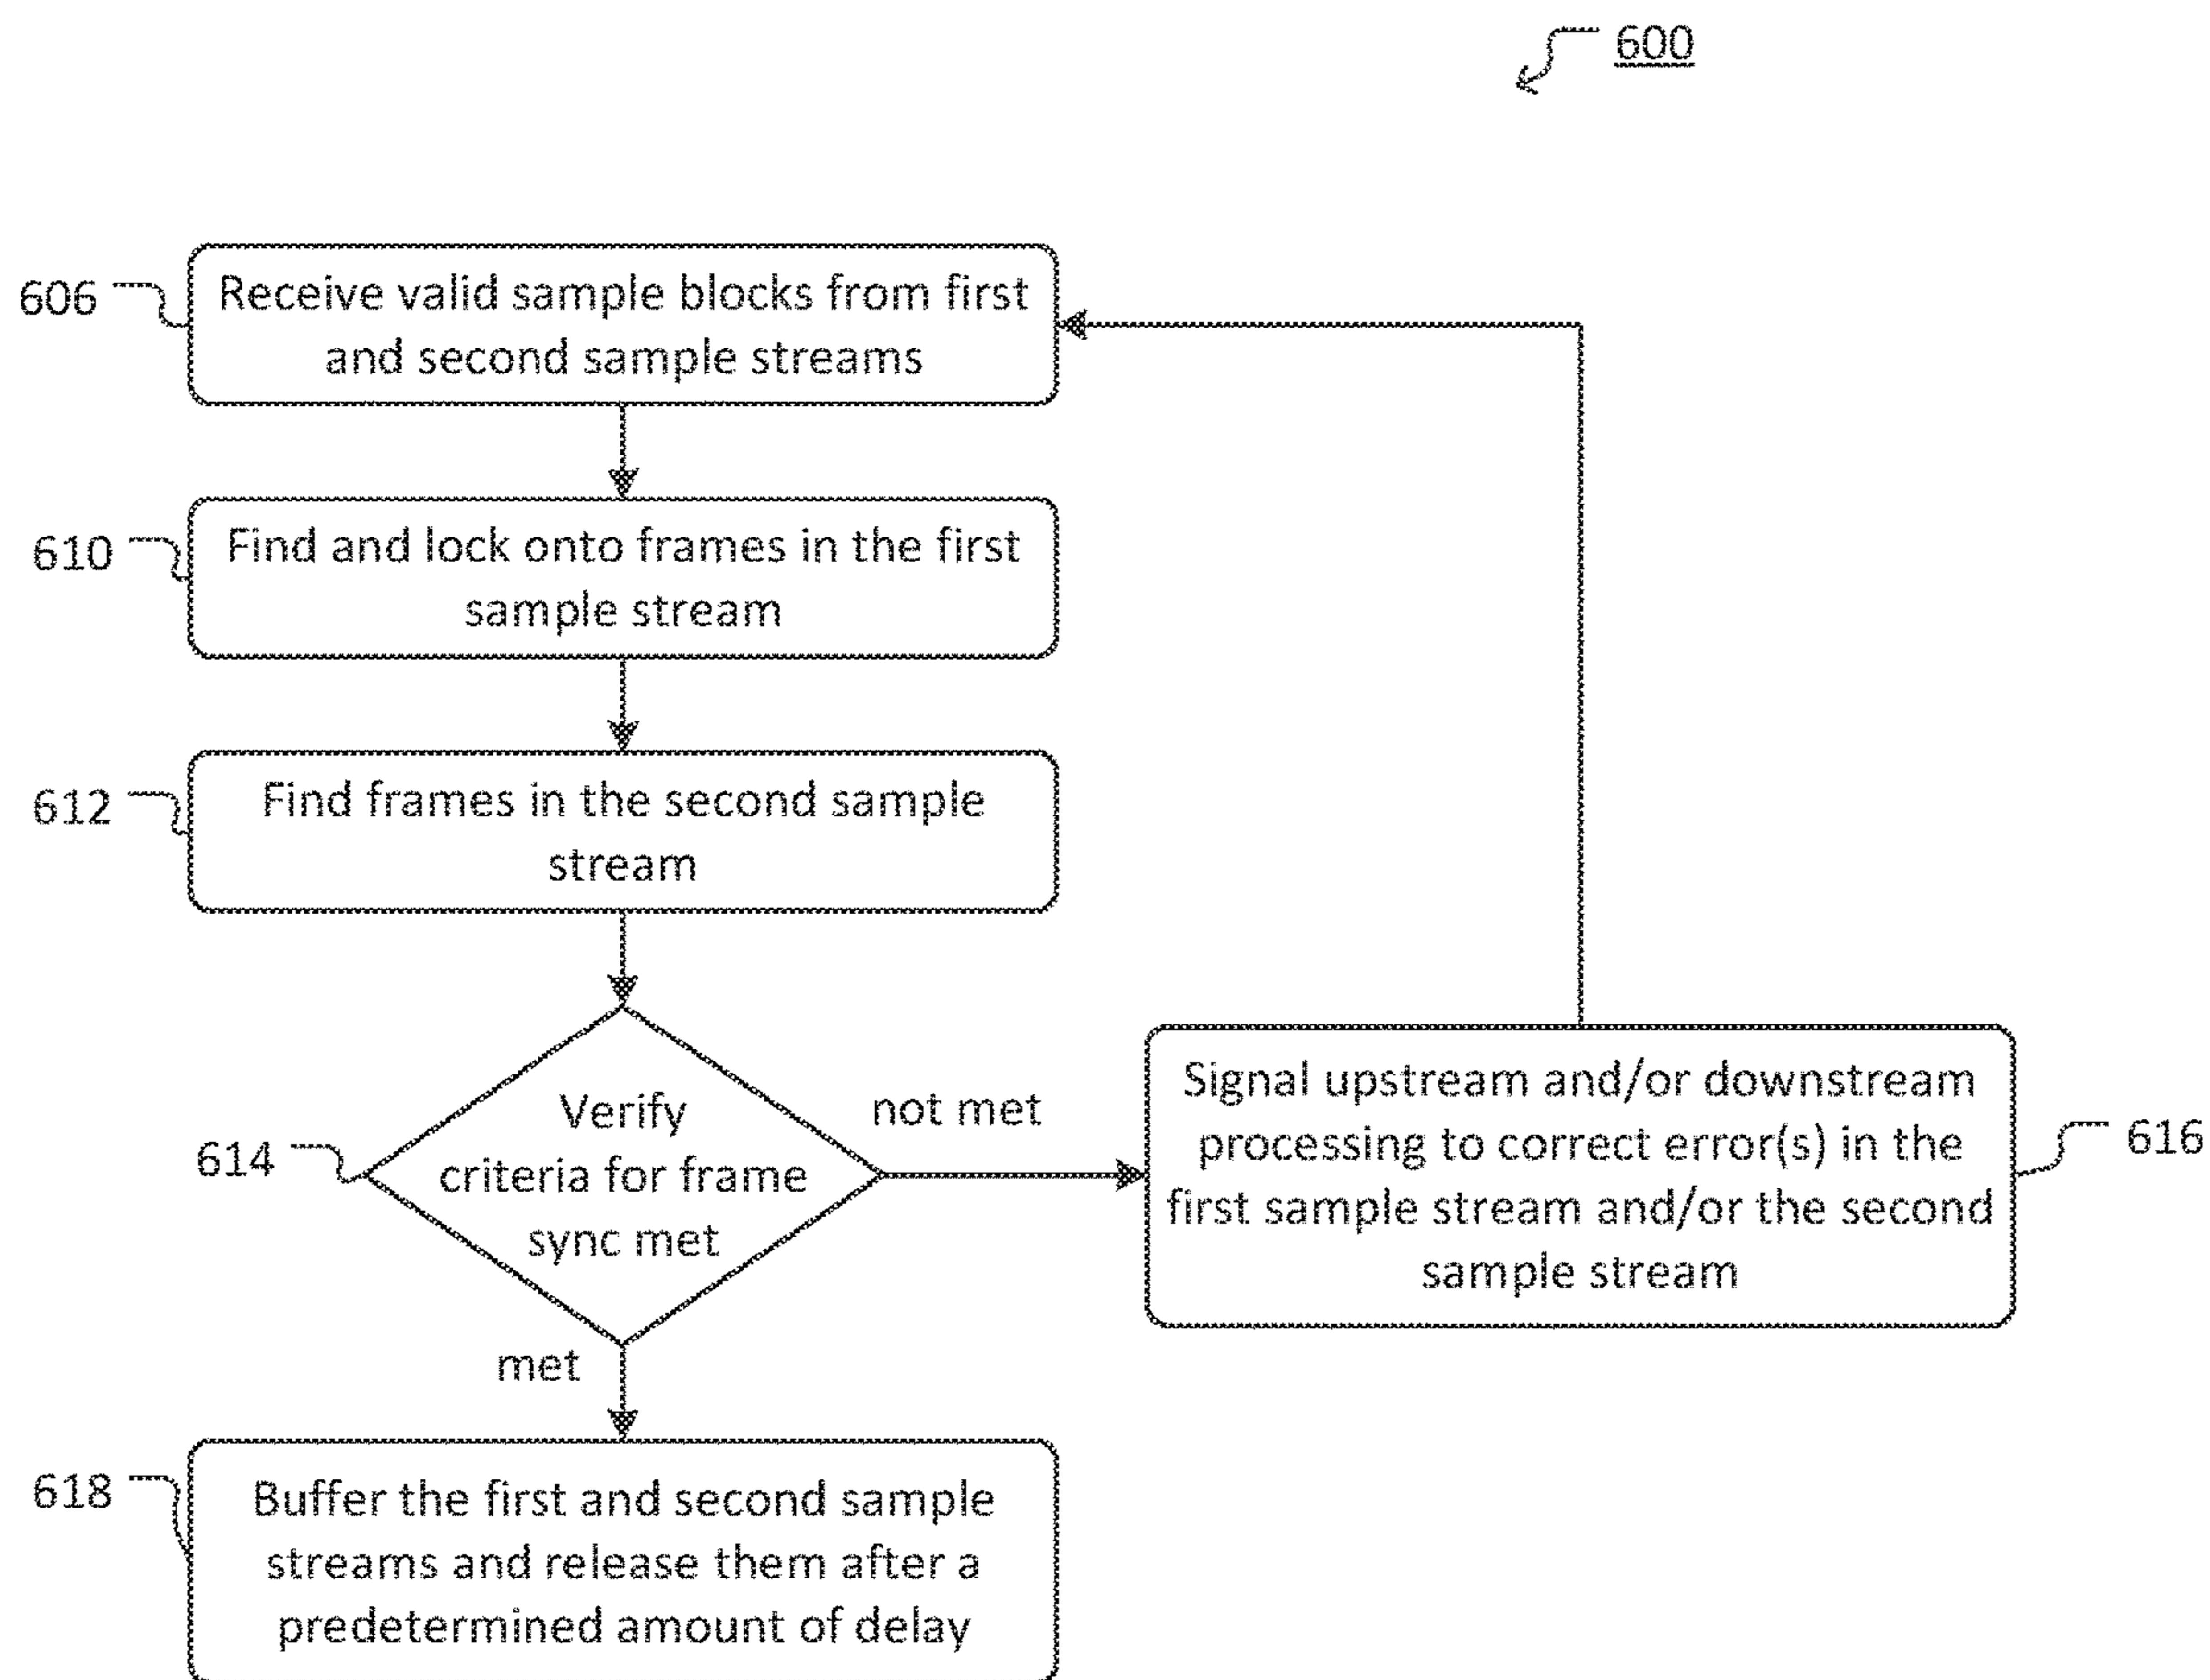 600
606
Receive valid sample blocks from first
and second sample streams
610
Find and lock onto frames in the first
sample stream
612
Find frames in the second sample
stream
614
Verify
criteria for frame
sync met
not met
Signal upstream and/or downstream
processing to correct error(s) in the
first sample stream and/or the second
sample stream
616
met
618
Buffer the first and second sample
streams and release them after a
predetermined amount of delay